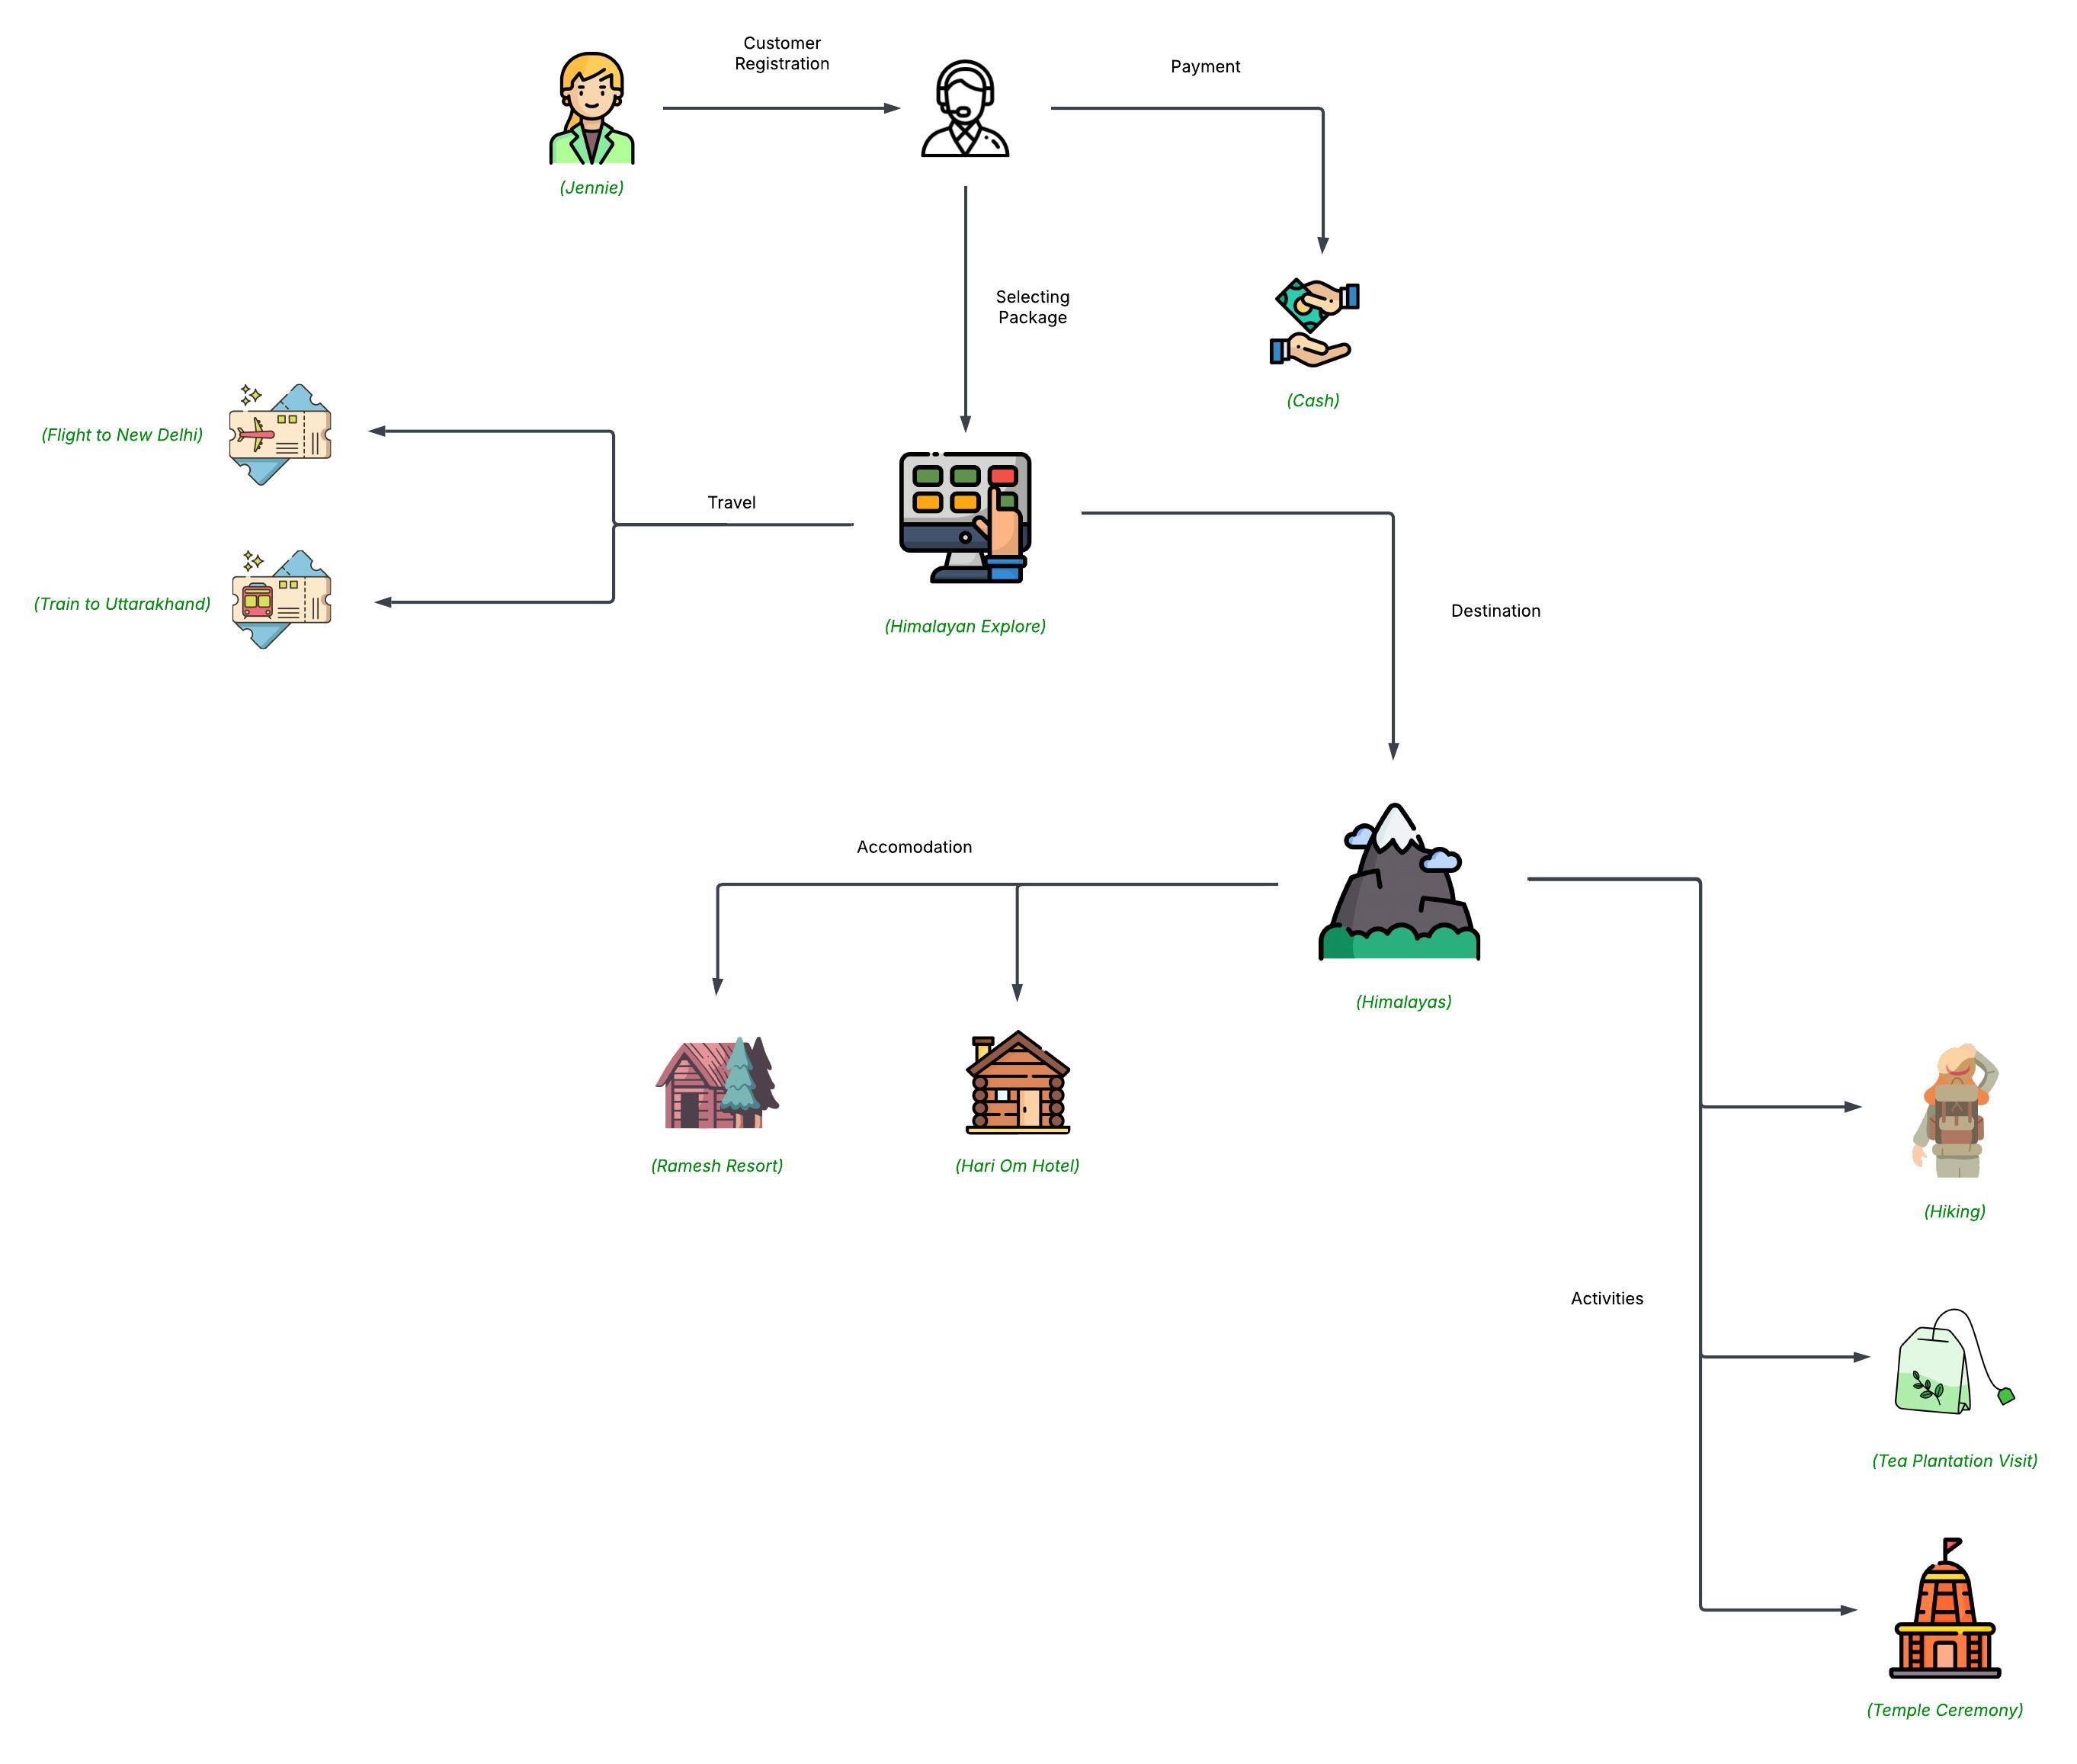 Customer
Registration
Payment
(Jennie)
Selecting
Package
(Cash)
(Flight to New Delhi)
Travel
(Train to Uttarakhand)
(Himalayan Explore)
Destination
Accomodation
(Himalayas)
(Ramesh Resort)
(Hari Om Hotel)
(Hiking)
Activities
(Tea Plantation Visit)
(Temple Ceremony)